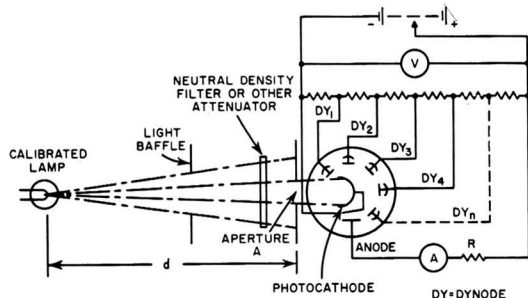 - +
V
DY1
DY2
DY3
DY4
DYn
NEUTRAL DENSITY
FILTER OR OTHER
ATTENUATOR
LIGHT
BAFFLE
CALIBRATED
LAMP
APERTURE
A
ANODE
A
R
d
PHOTOCATHODE
DY=DYNODE